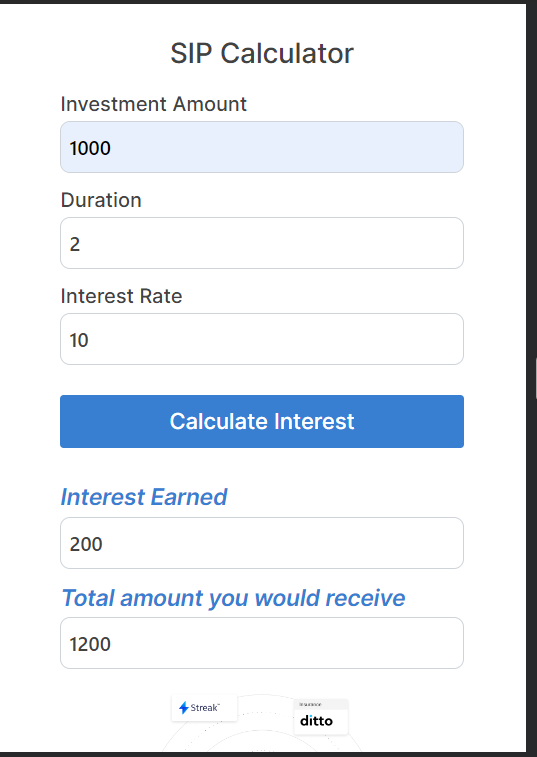 SIP Calculator
Investment Amount
1000
Duration
2
Interest Rate
10
Calculate Interest
Interest Earned
200
Total amount you would receive
1200
Streak
Insurance
ditto